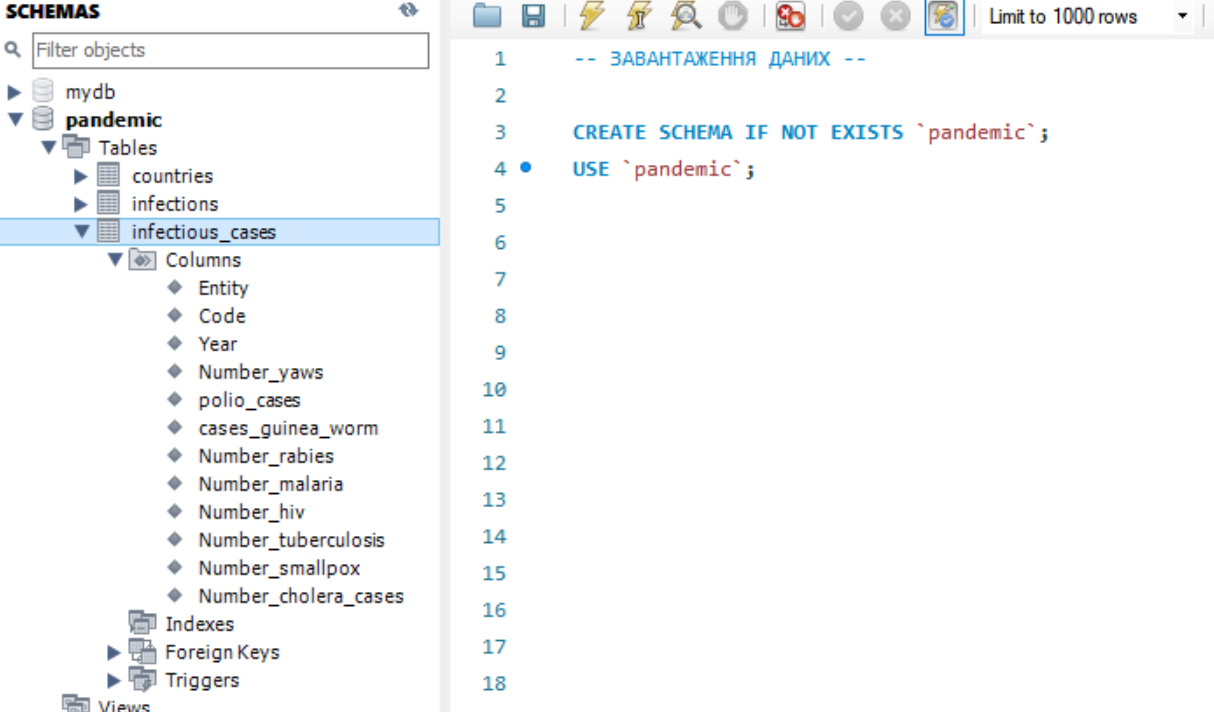 SCHEMAS
Filter objects
mydb
pandemic
Tables
countries
infections
infectious_cases
Columns
Entity
Code
Year
Number_yaws
polio_cases
cases_guinea_worm
Number_rabies
Number_malaria
Number_hiv
Number_tuberculosis
Number_smallpox
Number_cholera_cases
Indexes
Foreign Keys
Triggers
Views
Limit to 1000 rows
1 -- ЗАВАНТАЖЕННЯ ДАНИХ --
2
3 CREATE SCHEMA IF NOT EXISTS `pandemic`;
4 USE `pandemic`;
5
6
7
8
9
10
11
12
13
14
15
16
17
18